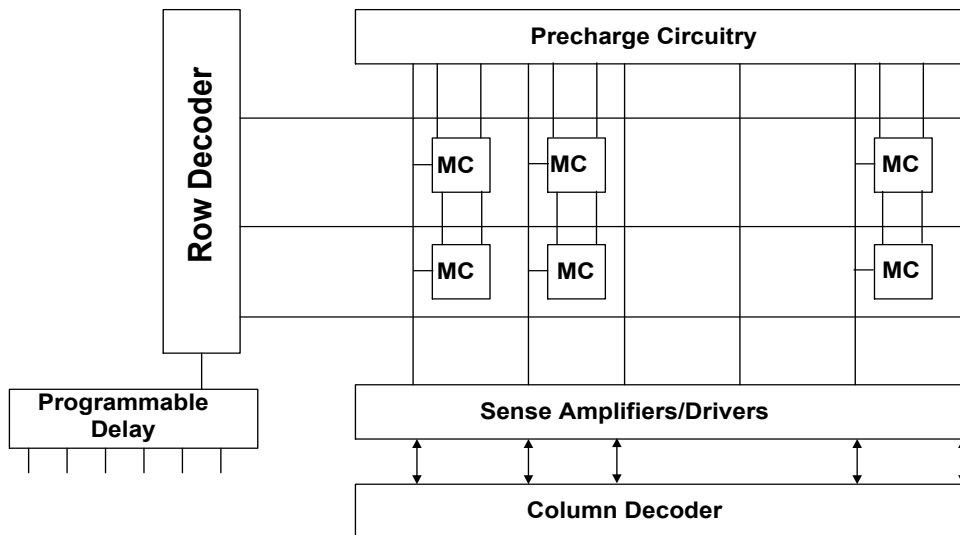 Precharge Circuitry
Row Decoder
MC
MC
MC
MC
MC
MC
Programmable
Delay
Sense Amplifiers/Drivers
Column Decoder